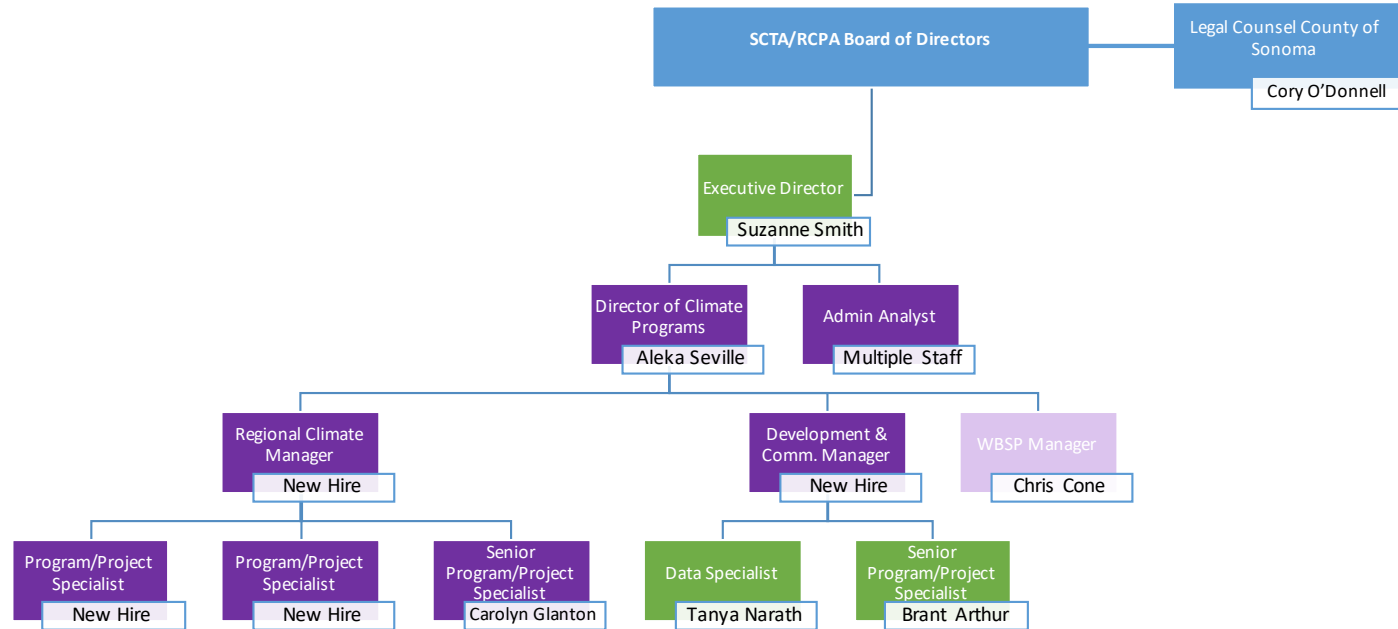 SCTA/RCPA Board of Directors
Legal Counsel County of
Sonoma
Cory O’Donnell
Executive Director
Suzanne Smith
Director of Climate
Programs
Aleka Seville
Admin Analyst
Multiple Staff
Regional Climate
Manager
New Hire
Development &
Comm. Manager
New Hire
WBSP Manager
Chris Cone
Program/Project
Specialist
New Hire
Program/Project
Specialist
New Hire
Senior
Program/Project
Specialist
Carolyn Glanton
Data Specialist
Tanya Narath
Senior
Program/Project
Specialist
Brant Arthur